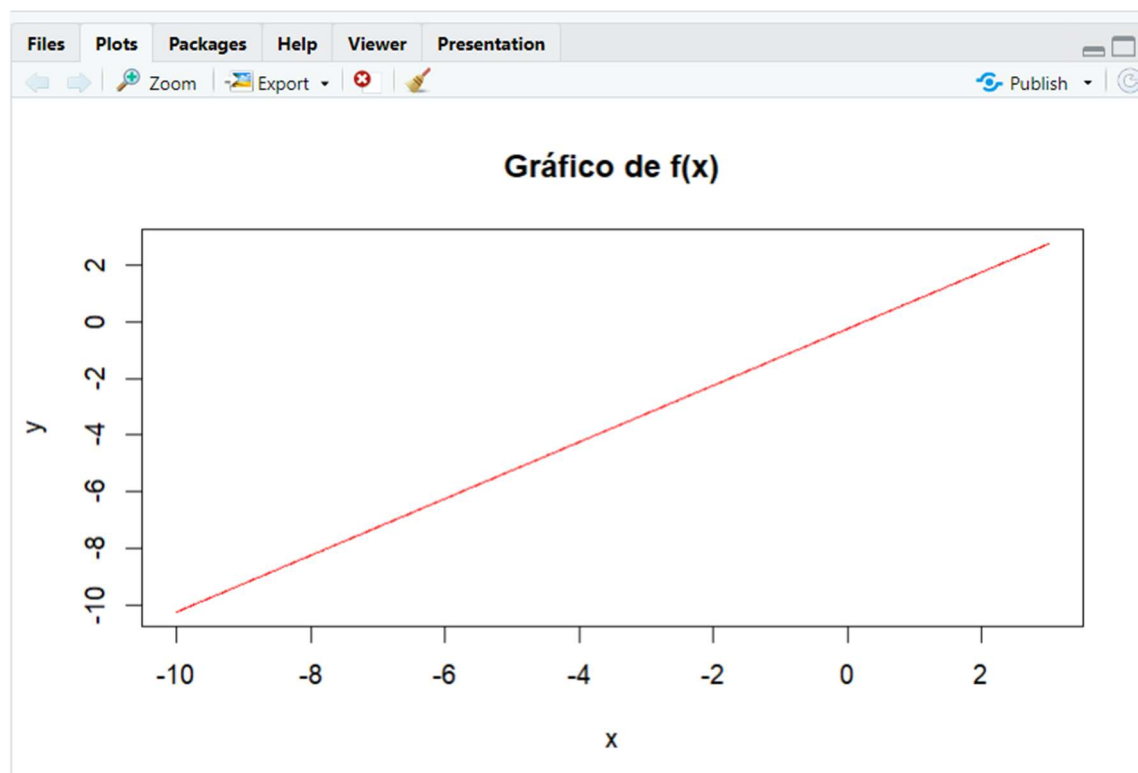 Files Plots Packages Help Viewer Presentation
Zoom Export Publish
Gráfico de f(x)
2
0
-2
-4
-6
-8
-10
y
-10 -8 -6 -4 -2 0 2
x